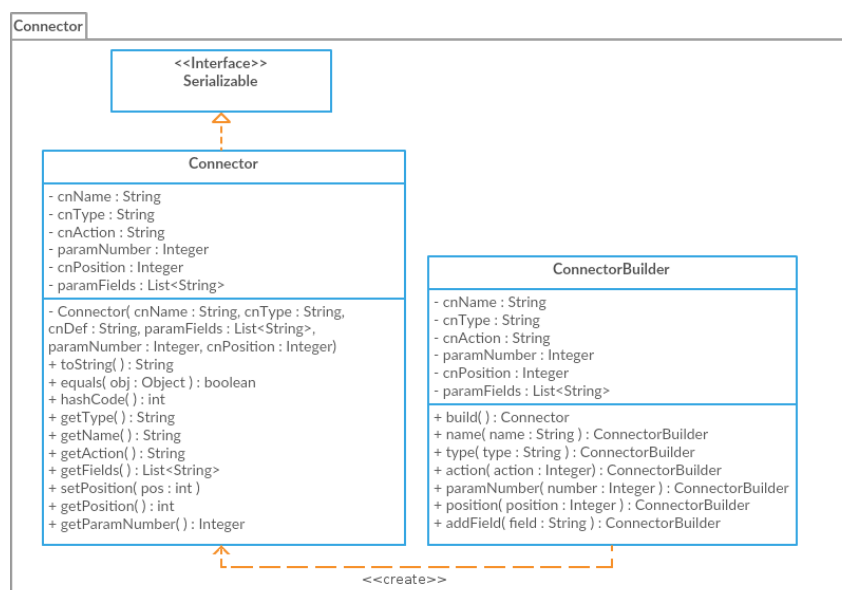 Connector
<<Interface>>
Serializable
Connector
- cnName : String
- cnType : String
- cnAction : String
- paramNumber : Integer
- cnPosition : Integer
- paramFields : List<String>
- Connector( cnName : String, cnType : String,
cnDef : String, paramFields : List<String>,
paramNumber : Integer, cnPosition : Integer)
+ toString( ) : String
+ equals( obj : Object ) : boolean
+ hashCode( ) : int
+ getType( ) : String
+ getName( ) : String
+ getAction( ) : String
+ getFields( ) : List<String>
+ setPosition( pos : int )
+ getPosition( ) : int
+ getParamNumber( ) : Integer
ConnectorBuilder
- cnName : String
- cnType : String
- cnAction : String
- paramNumber : Integer
- cnPosition : Integer
- paramFields : List<String>
+ build( ) : Connector
+ name( name : String ) : ConnectorBuilder
+ type( type : String ) : ConnectorBuilder
+ action( action : Integer) : ConnectorBuilder
+ paramNumber( number : Integer ) : ConnectorBuilder
+ position( position : Integer ) : ConnectorBuilder
+ addField( field : String ) : ConnectorBuilder
<<create>>